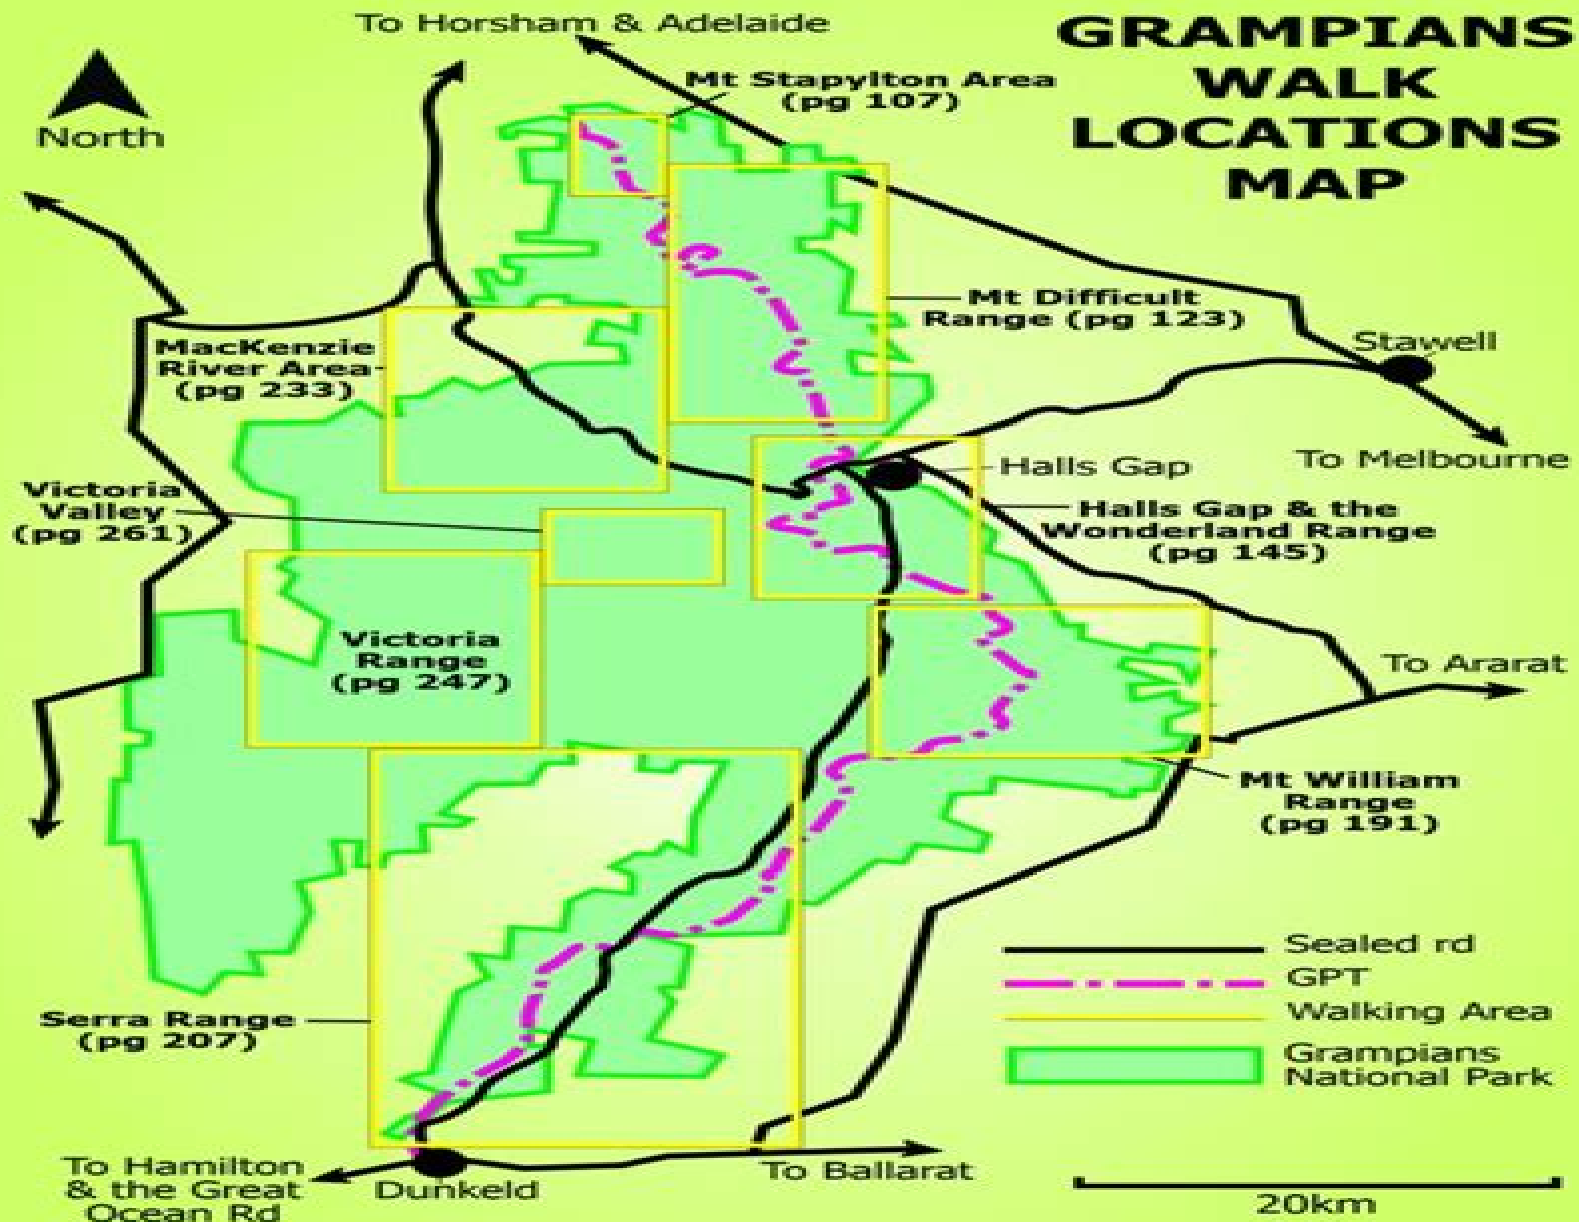 GRAMPIANS
WALK
LOCATIONS
MAP
To Horsham & Adelaide
North
Mt Stapylton Area
(pg 107)
Mt Difficult
Range (pg 123)
Stawell
MacKenzie
River Area
(pg 233)
To Melbourne
Halls Gap
Victoria
Valley
(pg 261)
Halls Gap & the
Wonderland Range
(pg 145)
Victoria
Range
(pg 247)
To Ararat
Mt William
Range
(pg 191)
Serra Range
(pg 207)
Sealed rd
GPT
Walking Area
Grampians
National Park
To Hamilton
& the Great
Ocean Rd
Dunkeld
To Ballarat
20km